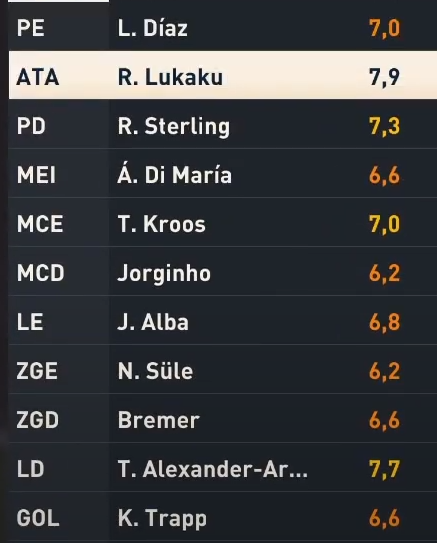 PE L. Díaz 7,0
ATA R. Lukaku 7,9
PD R. Sterling 7,3
MEI Á. Di María 6,6
MCE T. Kroos 7,0
MCD Jorginho 6,2
LE J. Alba 6,8
ZGE N. Süle 6,2
ZGD Bremer 6,6
LD T. Alexander-Ar... 7,7
GOL K. Trapp 6,6